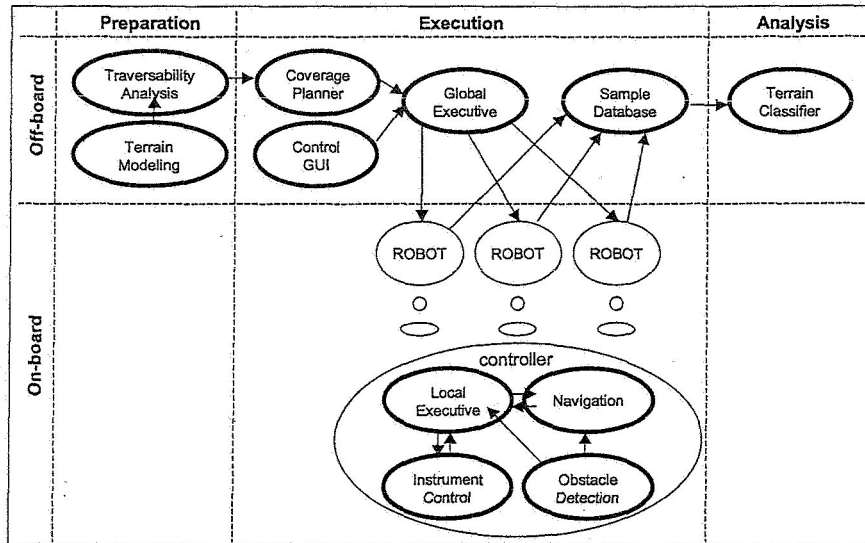 Preparation
Execution
Analysis
Off-board
Traversability
Analysis
Coverage
Planner
Global
Executive
Sample
Database
Terrain
Classifier
Terrain
Modeling
Control
GUI
ROBOT
ROBOT
ROBOT
On-board
controller
Local
Executive
Navigation
Instrument
Control
Obstacle
Detection